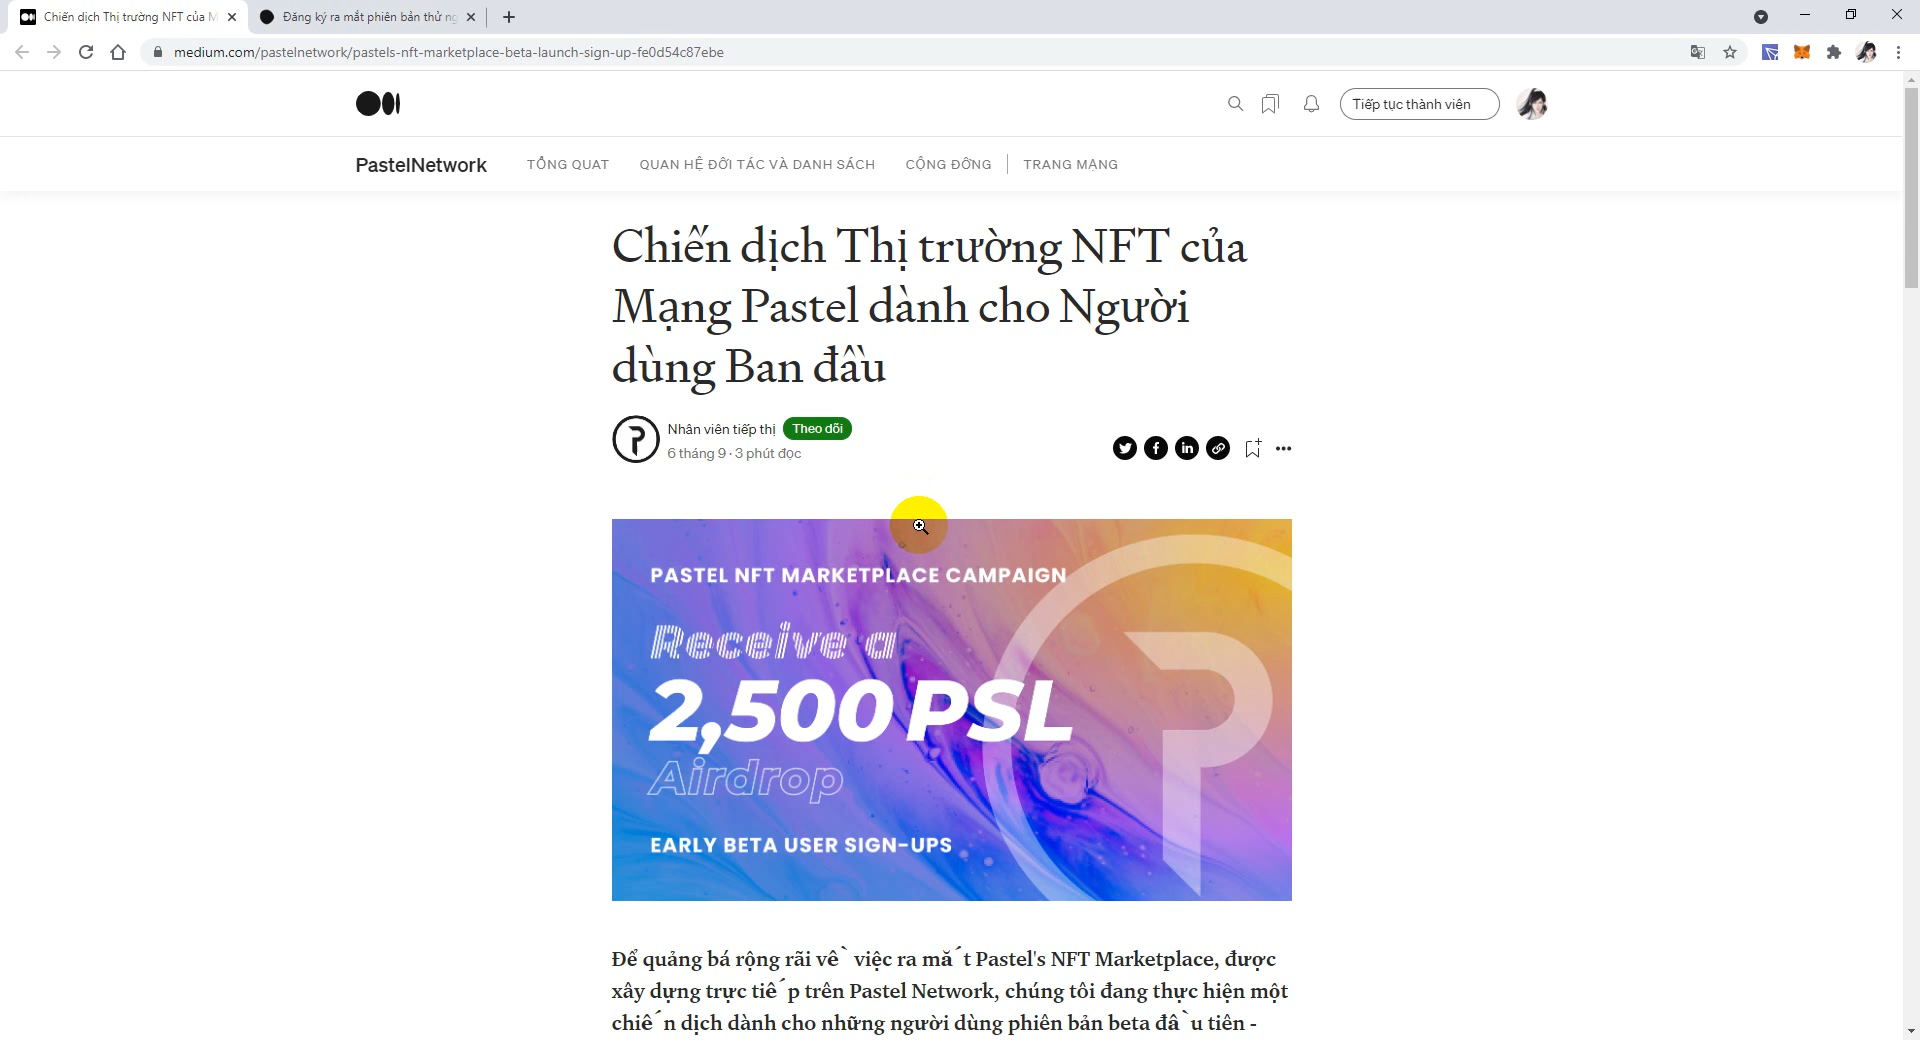 Chiến dịch Thị trường NFT của M
Đăng ký ra mắt phiên bản thử ng
medium.com/pastelnetwork/pastels-nft-marketplace-beta-launch-sign-up-fe0d54c87ebe
Tiếp tục thành viên
PastelNetwork
TỔNG QUAT
QUAN HỆ ĐỐI TÁC VÀ DANH SÁCH
CỘNG ĐỒNG
TRANG MẠNG
Chiến dịch Thị trường NFT của
Mạng Pastel dành cho Người
dùng Ban đầu
Nhân viên tiếp thị
Theo dõi
6 tháng 9 · 3 phút đọc
PASTEL NFT MARKETPLACE CAMPAIGN
Receive a
2,500 PSL
Airdrop
EARLY BETA USER SIGN-UPS
Để quảng bá rộng rãi về việc ra mắt Pastel's NFT Marketplace, được
xây dựng trực tiếp trên Pastel Network, chúng tôi đang thực hiện một
chiến dịch dành cho những người dùng phiên bản beta đầu tiên -